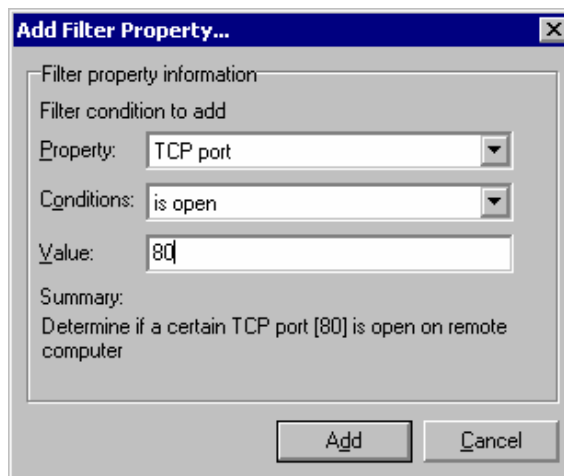 Add Filter Property...
Filter property information
Filter condition to add
Property: TCP port
Conditions: is open
Value: 80
Summary:
Determine if a certain TCP port [80] is open on remote
computer
Add Cancel